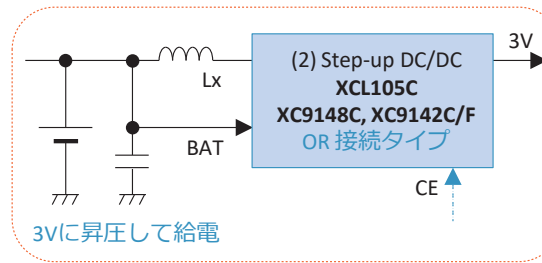 3V
(2) Step-up DC/DC
XCL105C
XC9148C, XC9142C/F
OR 接続タイプ
Lx
BAT
CE
3Vに昇圧して給電